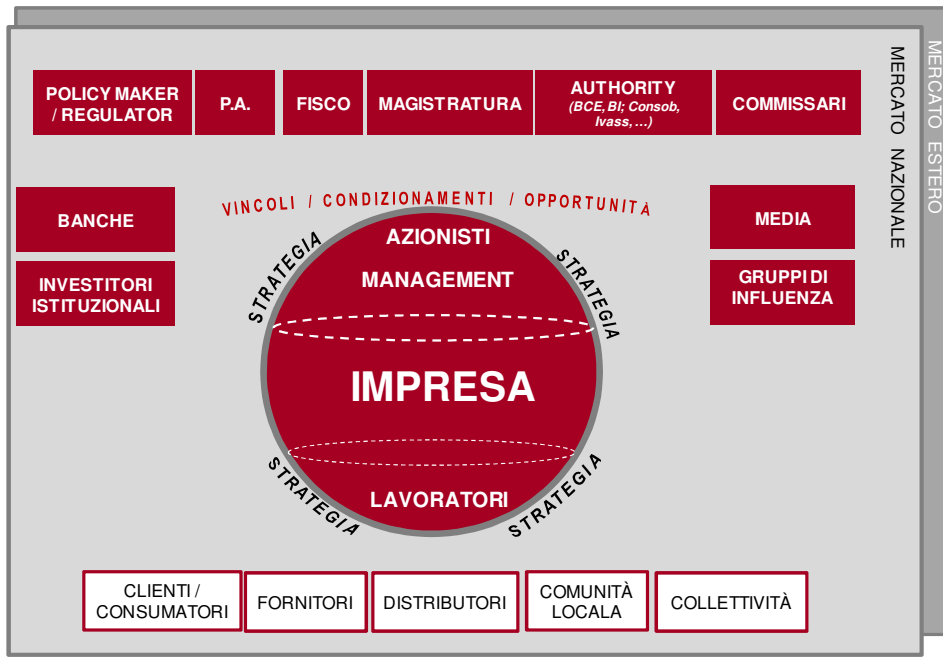 POLICY MAKER
/ REGULATOR
P.A.
FISCO
MAGISTRATURA
AUTHORITY
(BCE, BI; Consob,
Ivass, ...)
COMMISSARI
MERCATO NAZIONALE
MERCATO ESTERO
VINCOLI / CONDIZIONAMENTI / OPPORTUNITÀ
BANCHE
INVESTITORI
ISTITUZIONALI
MEDIA
GRUPPI DI
INFLUENZA
STRATEGIA
STRATEGIA
AZIONISTI
MANAGEMENT
IMPRESA
LAVORATORI
STRATEGIA
STRATEGIA
CLIENTI /
CONSUMATORI
FORNITORI
DISTRIBUTORI
COMUNITÀ
LOCALA
COLLETTIVITÀ